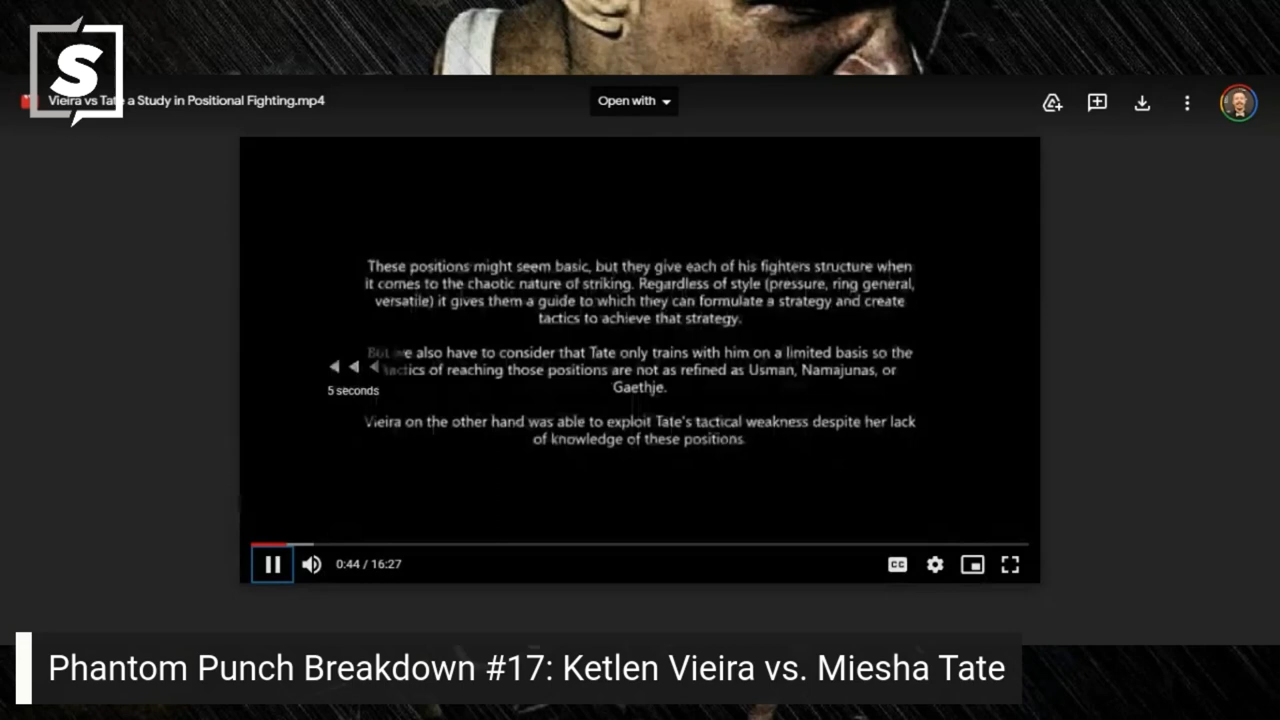 S
Vieira vs Tate a Study in Positional Fighting.mp4
Open with
These positions might seem basic, but they give each of his fighters structure when
it comes to the chaotic nature of striking. Regardless of style (pressure, ring general,
versatile) it gives them a guide to which they can formulate a strategy and create
tactics to achieve that strategy.
But we also have to consider that Tate only trains with him on a limited basis so the
tactics of reaching those positions are not as refined as Usman, Namajunas, or
Gaethje.
5 seconds
Vieira on the other hand was able to exploit Tate's tactical weakness despite her lack
of knowledge of these positions.
0:44 / 16:27
CC
Phantom Punch Breakdown #17: Ketlen Vieira vs. Miesha Tate